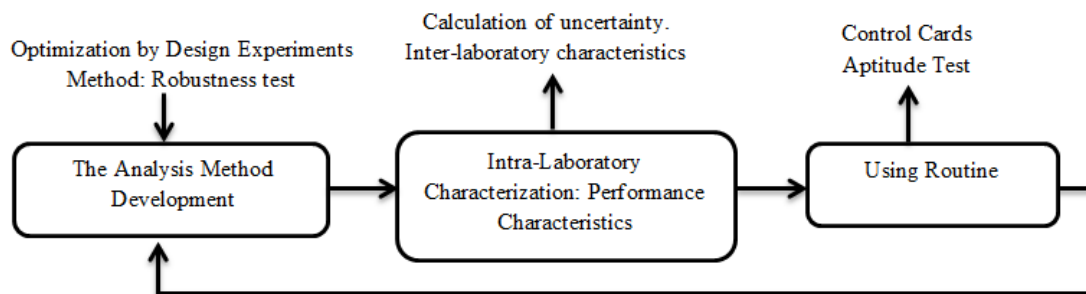 Optimization by Design Experiments
Method: Robustness test
Calculation of uncertainty.
Inter-laboratory characteristics
Control Cards
Aptitude Test
The Analysis Method
Development
Intra-Laboratory
Characterization: Performance
Characteristics
Using Routine